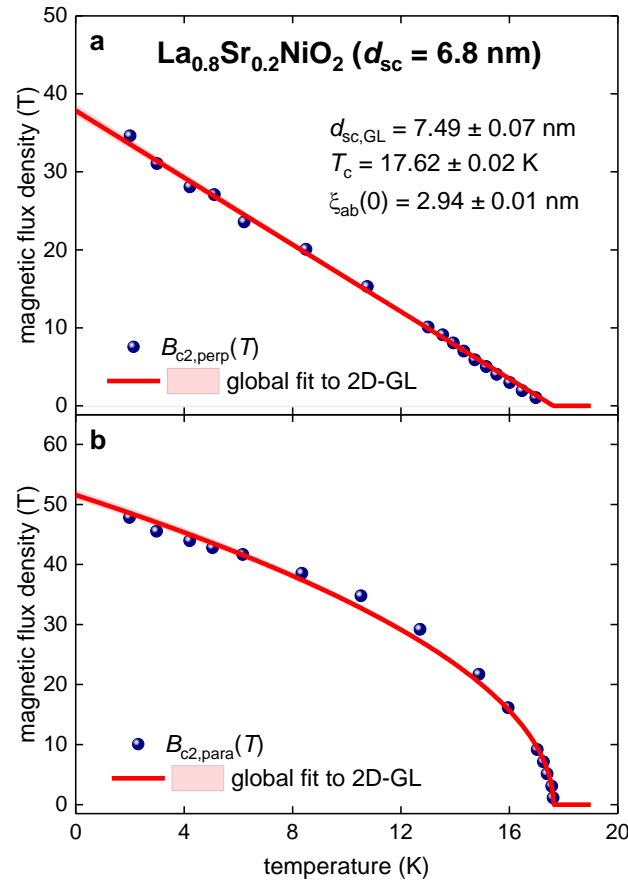 a
La0.8Sr0.2NiO2 (dsc = 6.8 nm)
dsc,GL = 7.49 ± 0.07 nm
Tc = 17.62 ± 0.02 K
ξab(0) = 2.94 ± 0.01 nm
magnetic flux density (T)
50
40
30
20
10
0
Bc2,perp(T)
global fit to 2D-GL
b
magnetic flux density (T)
60
50
40
30
20
10
0
Bc2,para(T)
global fit to 2D-GL
0 4 8 12 16 20
temperature (K)